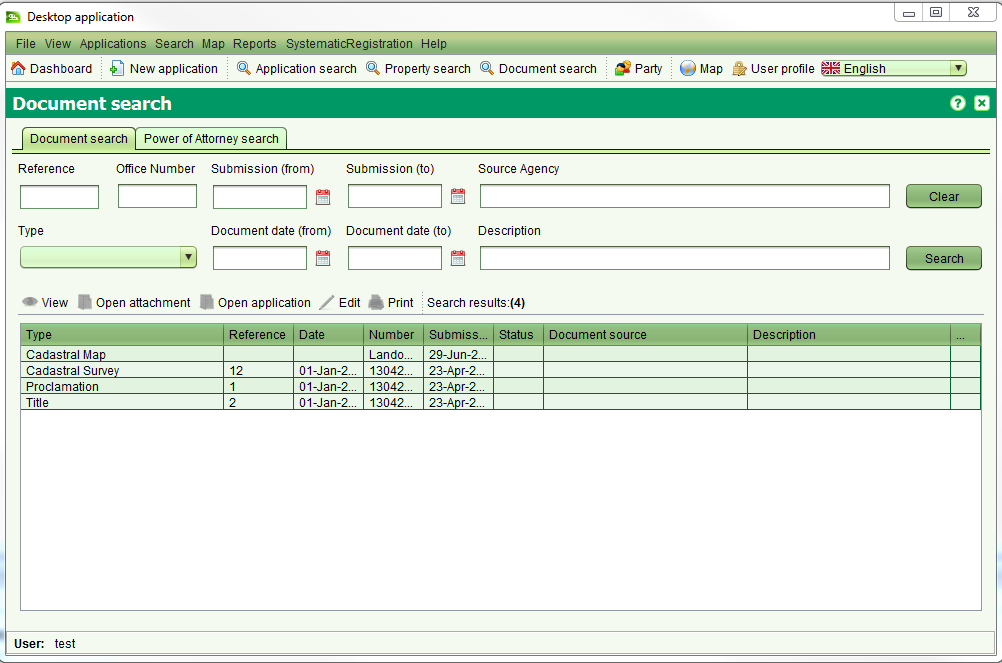 Desktop application
File View Applications Search Map Reports SystematicRegistration Help
Dashboard New application Application search Property search Document search Party Map User profile English
Document search
Document search Power of Attorney search
Reference Office Number Submission (from) Submission (to) Source Agency
Clear
Type Document date (from) Document date (to) Description
Search
View Open attachment Open application Edit Print Search results:(4)
Type Reference Date Number Submiss... Status Document source Description ...
Cadastral Map Lando... 29-Jun-2...
Cadastral Survey 12 01-Jan-2... 13042... 23-Apr-2...
Proclamation 1 01-Jan-2... 13042... 23-Apr-2...
Title 2 01-Jan-2... 13042... 23-Apr-2...
User: test